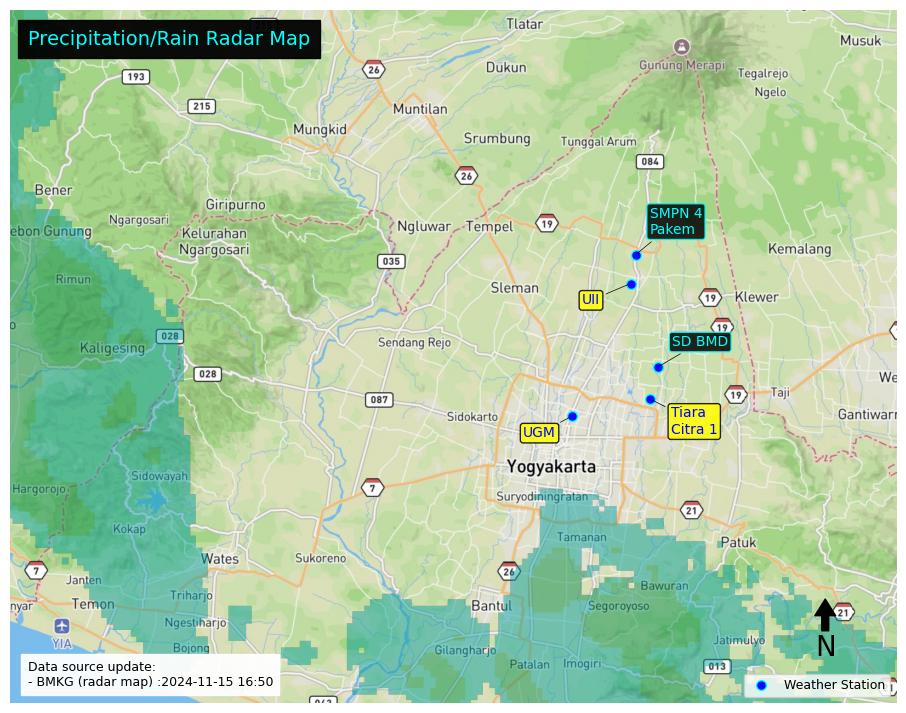 Precipitation/Rain Radar Map
Tlatar
Musuk
26
Dukun
Gunung Merapi
Tegalrejo
193
Ngelo
215
Muntilan
Mungkid
Srumbung
Tunggal Arum
084
26
Bener
Giripurno
Ngargosari
SMPN 4
Pakem
Ngluwar
Tempel
19
ebon Gunung
Kelurahan
Ngargosari
Kemalang
035
Rimun
Sleman
UII
19
Klewer
19
028
Kaligesing
Sendang Rejo
SD BMD
028
We
087
19
Taji
Sidokarto
Tiara
Citra 1
Gantiwarn
UGM
Yogyakarta
Sidowayah
Hargorojo
7
Suryodiningratan
21
Kokap
Tamanan
Patuk
Wates
Sukoreno
7
26
Janten
Bawuran
Triharjo
nyar
Temon
Bantul
Segoroyoso
21
Ngestiharjo
YIA
N
Jatimulyo
Bojong
Gilangharjo
Patalan
Imogiri
013
Data source update:
- BMKG (radar map) :2024-11-15 16:50
Weather Station